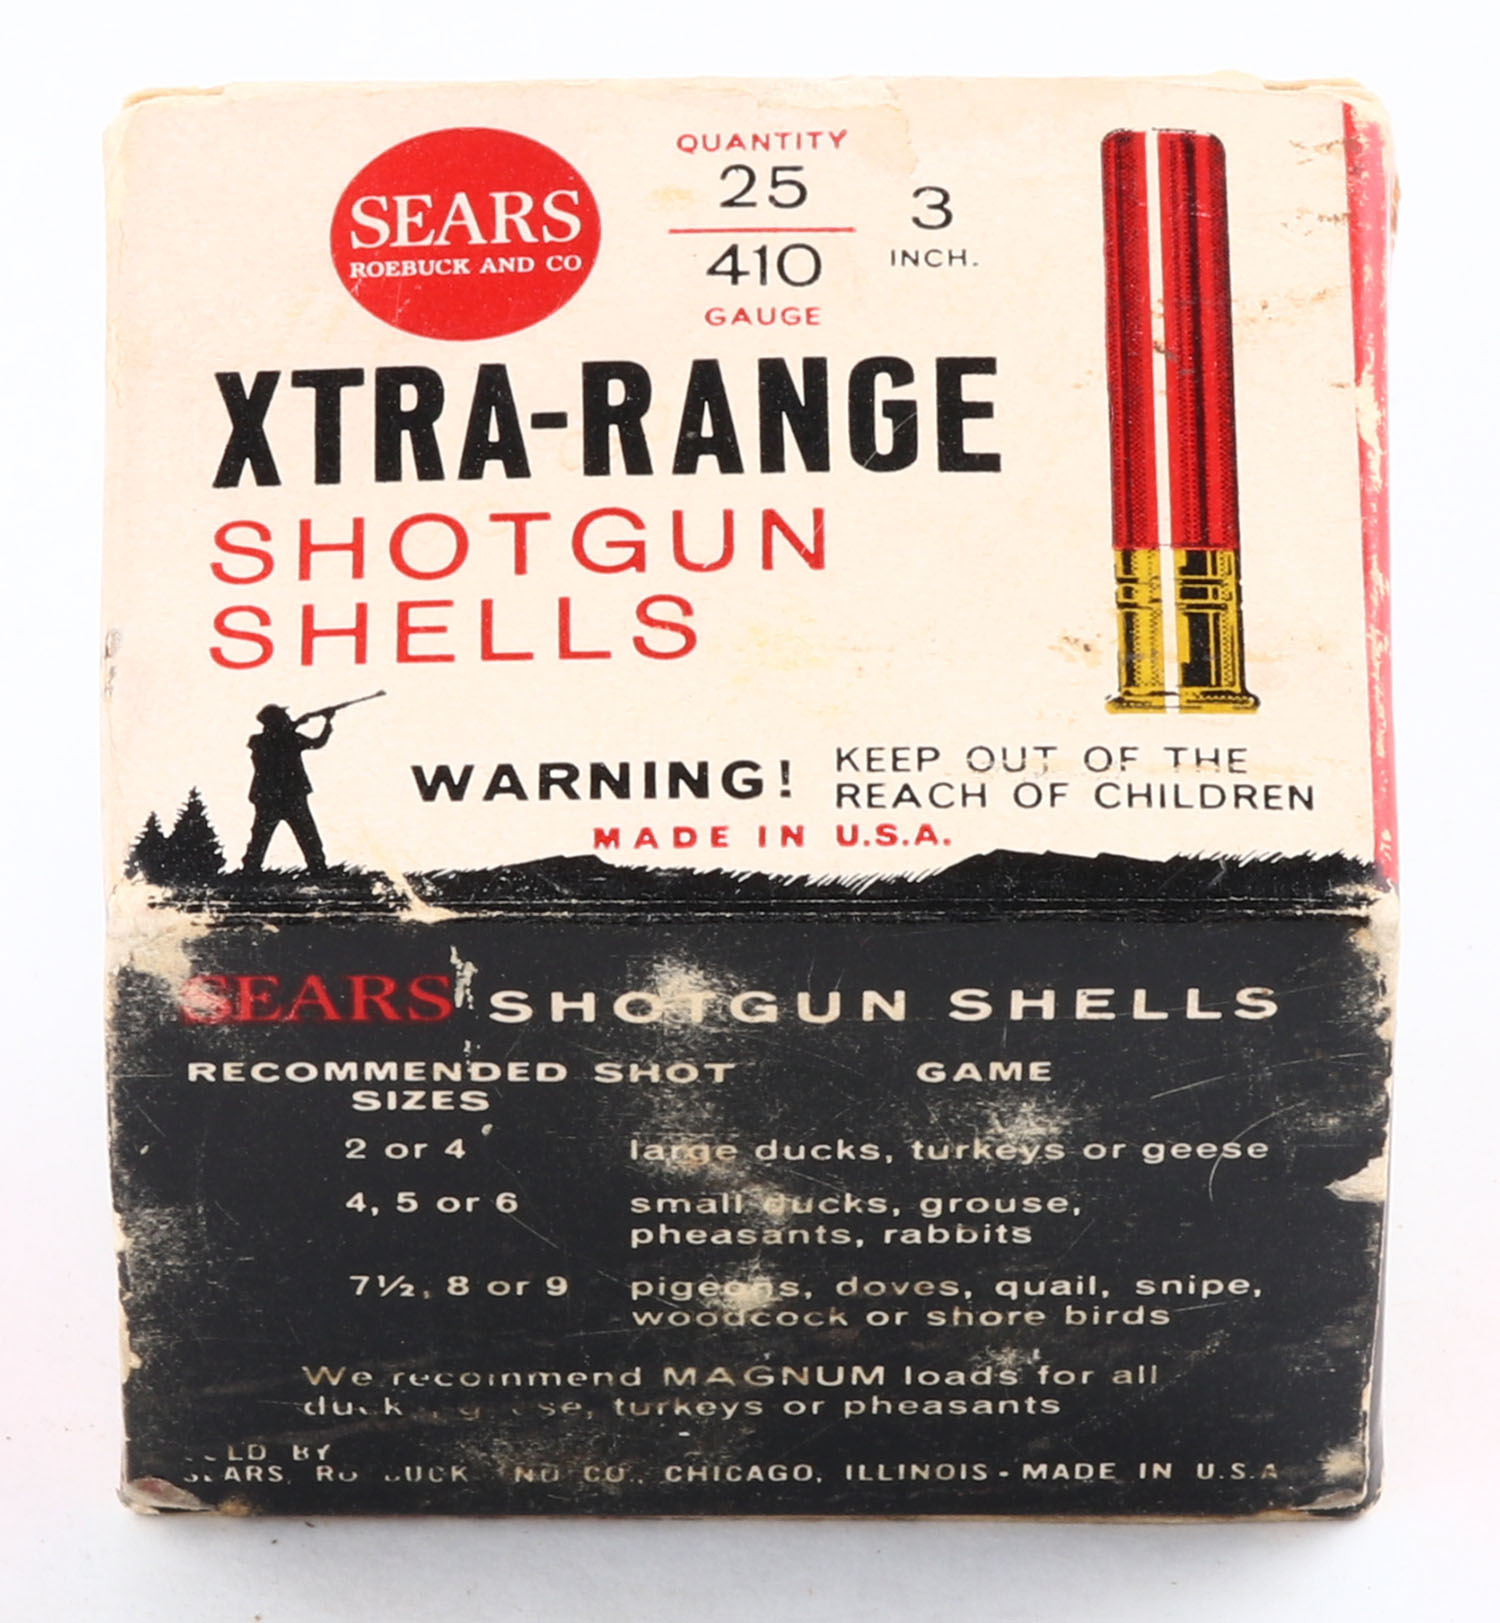 SEARS
ROEBUCK AND CO
QUANTITY
25
410
GAUGE
3
INCH.
XTRA-RANGE
SHOTGUN
SHELLS
WARNING!
KEEP OUT OF THE
REACH OF CHILDREN
MADE IN U.S.A.
SEARS SHOTGUN SHELLS
RECOMMENDED SHOT GAME
SIZES
2 or 4 large ducks, turkeys or geese
4, 5 or 6 small ducks, grouse,
pheasants, rabbits
7½, 8 or 9 pigeons, doves, quail, snipe,
woodcock or shore birds
We recommend MAGNUM loads for all
turkeys or pheasants
BY
CHICAGO, ILLINOIS - MADE IN U.S.A